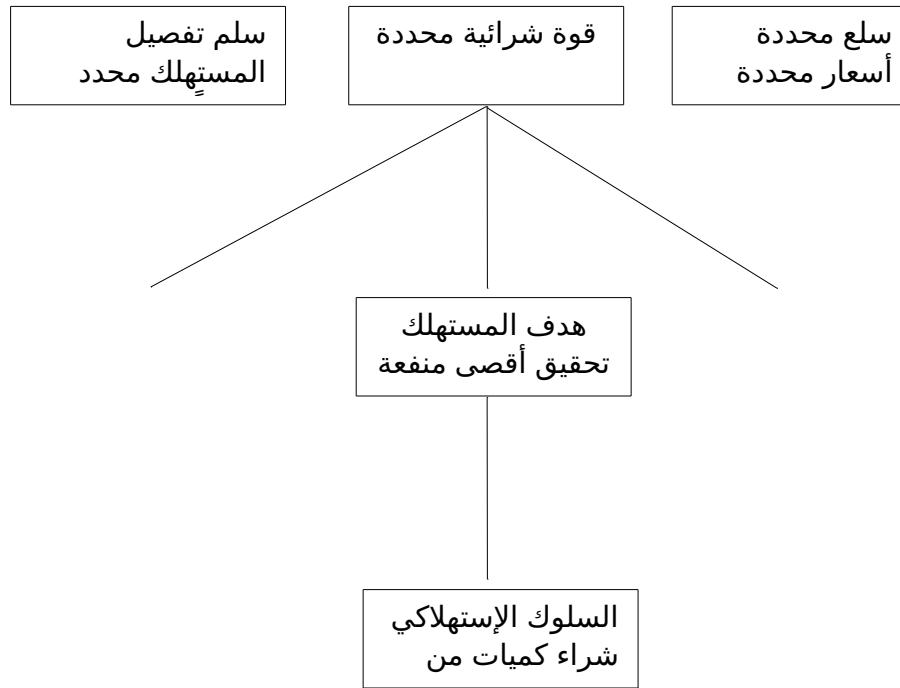 سلع محددة
أسعار محددة
قوة شرائية محددة
سلم تفصيل
المستهلك محدد
هدف المستهلك
تحقيق أقصى منفعة
السلوك الإستهلاكي
شراء كميات من